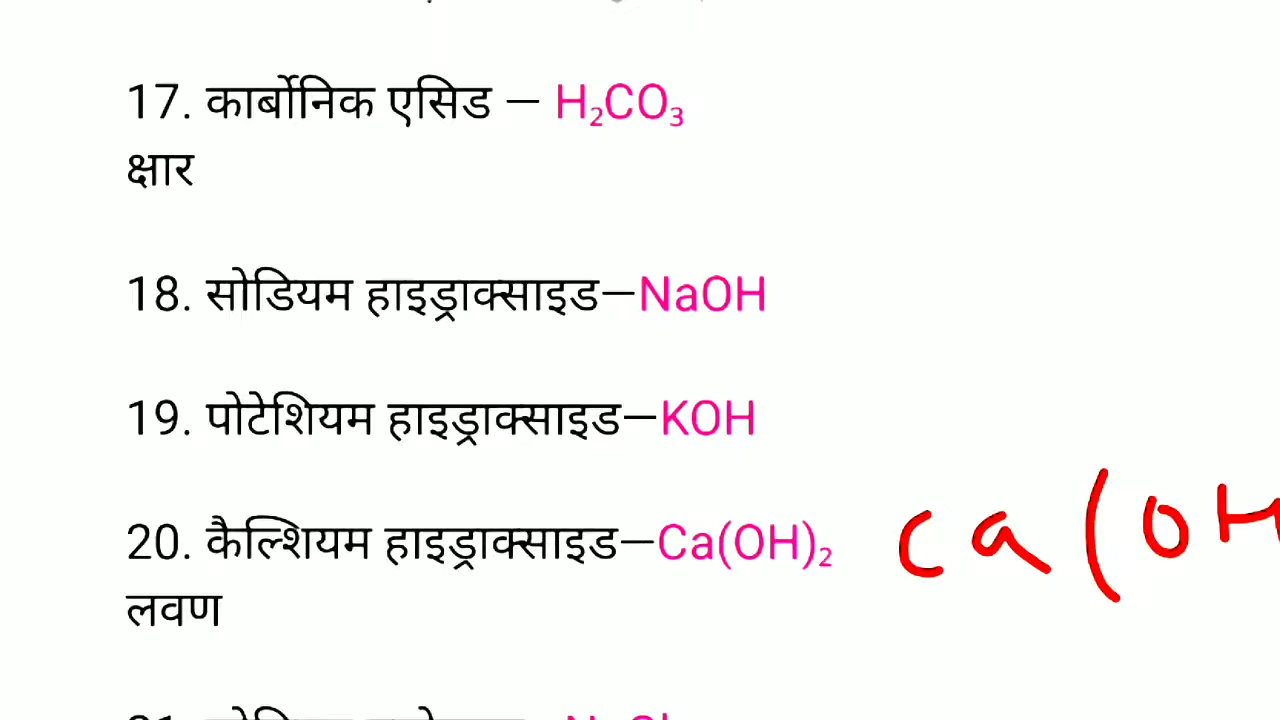 17. कार्बोनिक एसिड — H₂CO₃
क्षार
18. सोडियम हाइड्राक्साइड—NaOH
19. पोटेशियम हाइड्राक्साइड—KOH
20. कैल्शियम हाइड्राक्साइड—Ca(OH)₂ Ca(OH
लवण